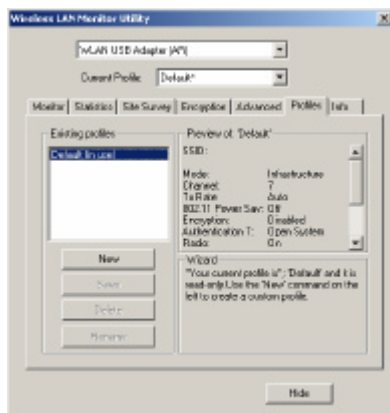 Wireless LAN Monitor Utility
WLAN USB Adapter (AP)
Current Profile: Default*
Monitor Statistics Site Survey Encryption Advanced Profiles Info
Existing profiles
Default (in use)
New
Save
Delete
Rename
Preview of: 'Default'
SSID:
Mode: Infrastructure
Channel: 7
Tx Rate: Auto
802.11 Power Sav: Off
Encryption: Disabled
Authentication T: Open System
Radio: On
Wizard
"Your current profile is": 'Default' and it is
read-only. Use the 'New' command on the
left to create a custom profile.
Hide